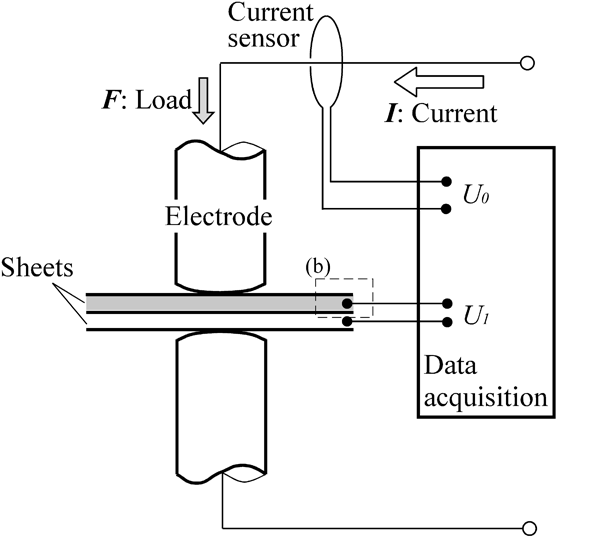 Current
sensor
F: Load
I: Current
U0
Electrode
Sheets
(b)
U1
Data
acquisition